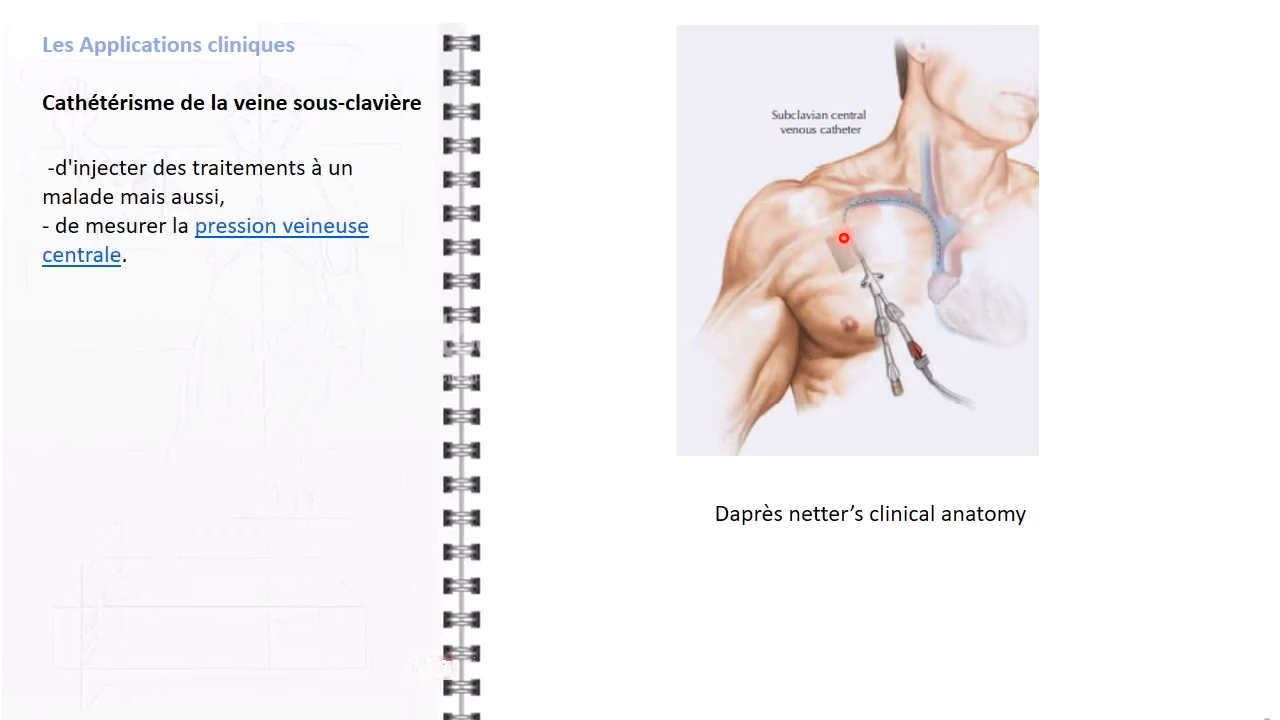 Les Applications cliniques
Cathétérisme de la veine sous-clavière
-d'injecter des traitements à un
malade mais aussi,
- de mesurer la pression veineuse
centrale.
Subclavian central
venous catheter
Daprès netter’s clinical anatomy